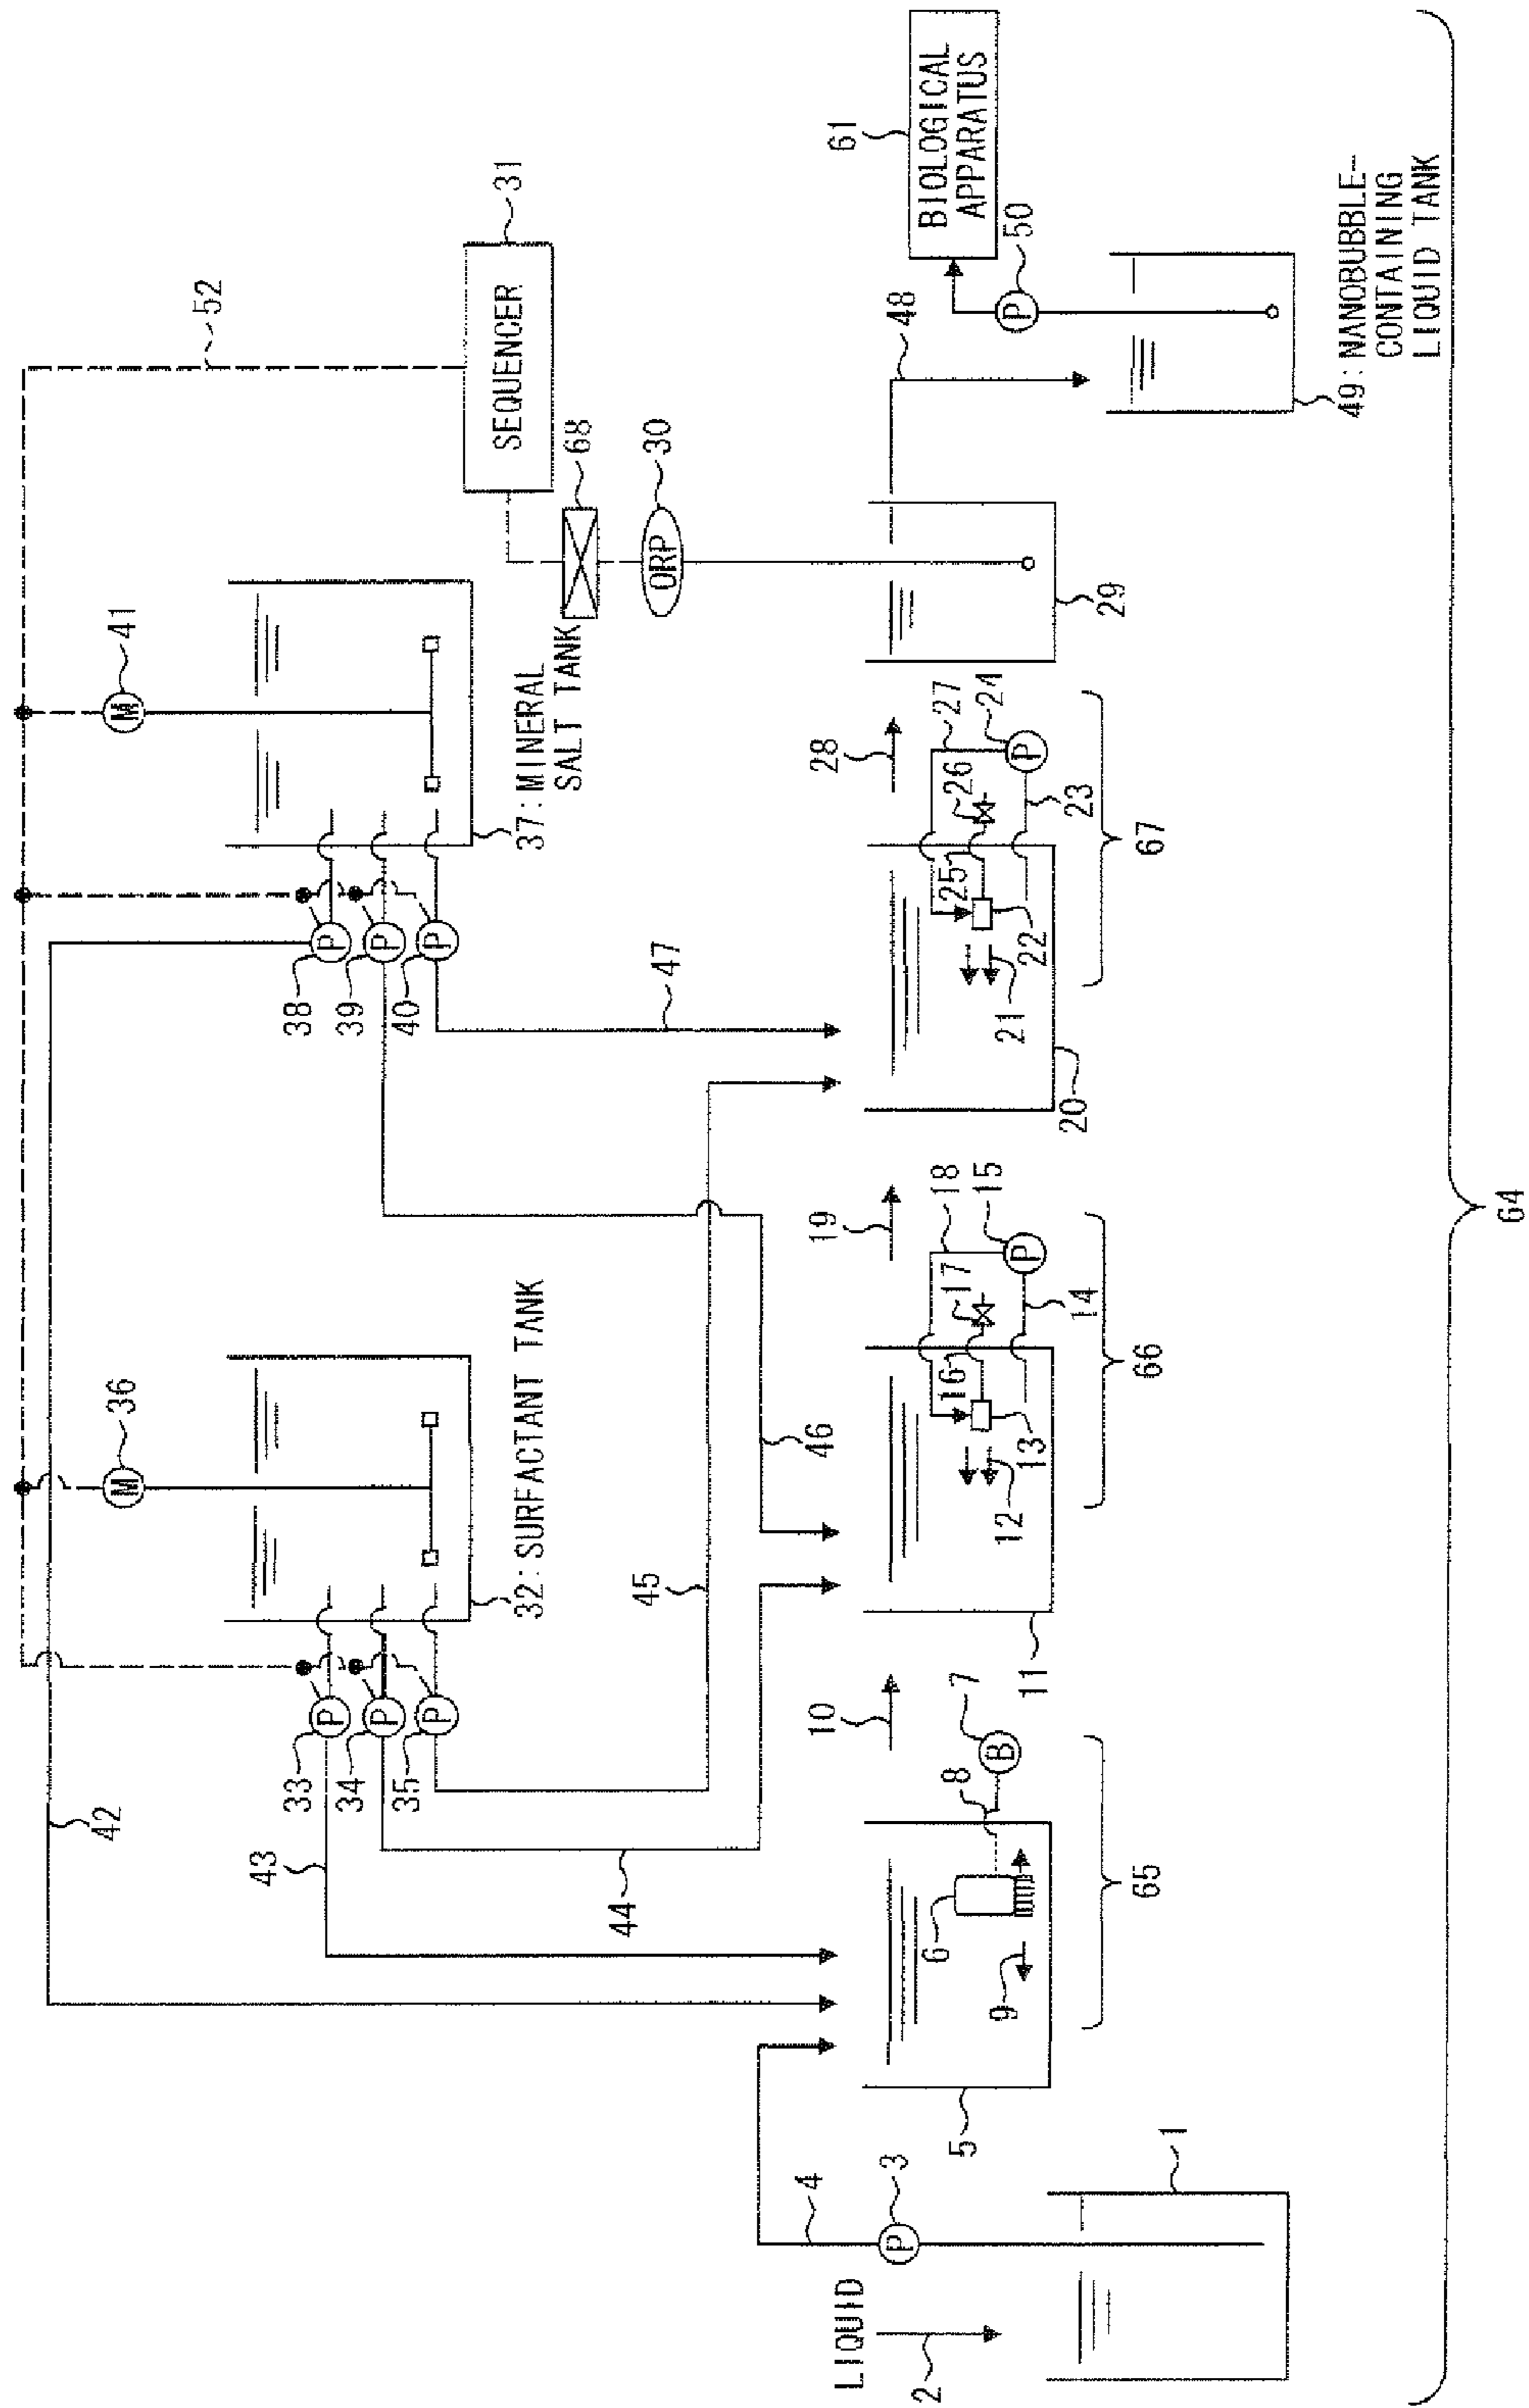 52
41
36
31
SEQUENCER
M
M
42
38
39
40
P
P
P
37:MINERAL
SALT TANK
33
34
35
P
P
P
32:SURFACTANT TANK
68
30
ORP
43
44
45
46
47
48
61
BIOLOGICAL
APPARATUS
50
P
LIQUID
2
4
3
P
1
5
6
7
8
9
B
10
65
11
12
13
14
15
16
17
18
P
19
66
20
21
22
23
24
25
26
27
P
28
67
29
49:NANOBUBBLE-
CONTAINING
LIQUID TANK
64